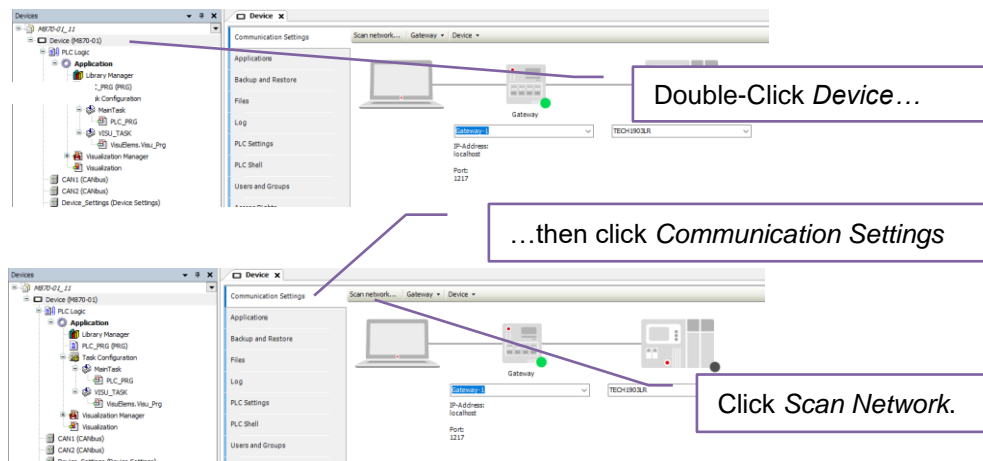 Devices
Device
M870-01_11
Device (M870-01)
PLC Logic
Application
Library Manager
_PRG (PRG)
k Configuration
MainTask
PLC_PRG
VISU_TASK
VisuElems.Visu_Prg
Visualization Manager
Visualization
CAN1 (CANbus)
CAN2 (CANbus)
Device_Settings (Device Settings)
Communication Settings
Applications
Backup and Restore
Files
Log
PLC Settings
PLC Shell
Users and Groups
Access Rights
Scan network...
Gateway
Device
Gateway
Gateway-1
TECH1903LR
IP-Address:
localhost
Port:
1217
Double-Click Device…
…then click Communication Settings
Devices
Device
M870-01_11
Device (M870-01)
PLC Logic
Application
Library Manager
PLC_PRG (PRG)
Task Configuration
MainTask
PLC_PRG
VISU_TASK
VisuElems.Visu_Prg
Visualization Manager
Visualization
CAN1 (CANbus)
CAN2 (CANbus)
Device_Settings (Device Settings)
Communication Settings
Applications
Backup and Restore
Files
Log
PLC Settings
PLC Shell
Users and Groups
Scan network...
Gateway
Device
Gateway
Gateway-1
TECH1903LR
IP-Address:
localhost
Port:
1217
Click Scan Network.